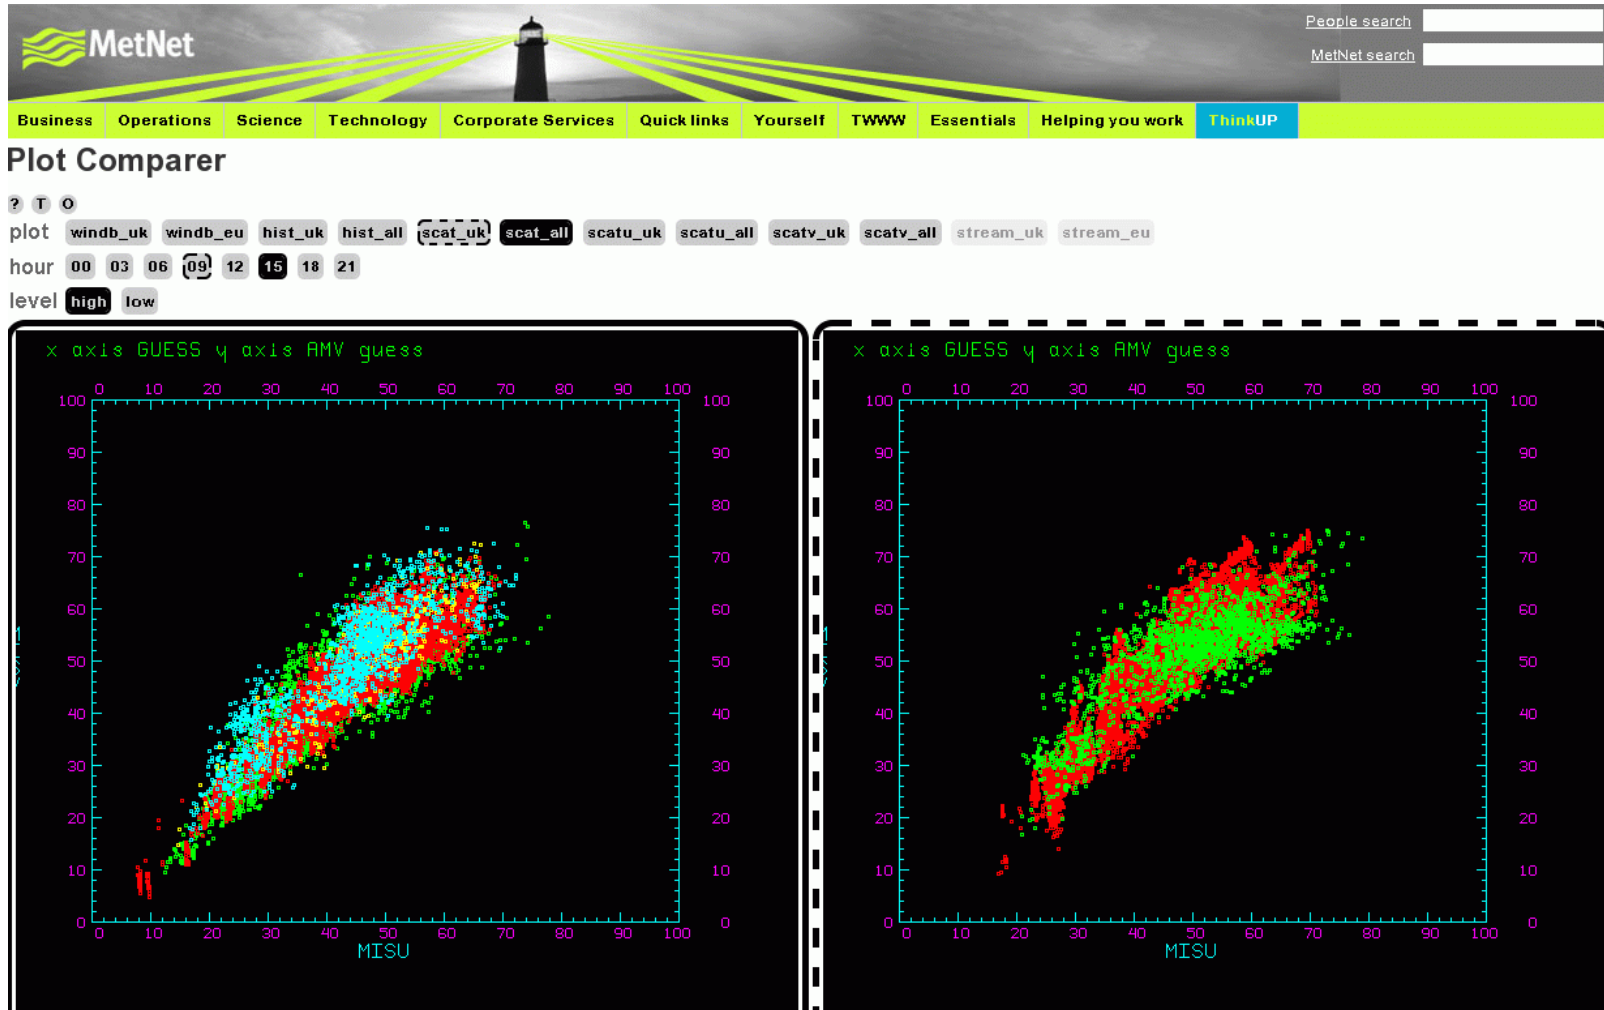 MetNet
People search
MetNet search
Business Operations Science Technology Corporate Services Quick links Yourself TWWW Essentials Helping you work ThinkUP
Plot Comparer
? T O
plot windb_uk windb_eu hist_uk hist_all scat_uk scat_all scatu_uk scatu_all scatv_uk scatv_all stream_uk stream_eu
hour 00 03 06 09 12 15 18 21
level high low
x axis GUESS y axis AMV guess
0 10 20 30 40 50 60 70 80 90 100
100 100
90 90
80 80
70 70
60 60
50 50
40 40
30 30
20 20
10 10
0 0
0 10 20 30 40 50 60 70 80 90 100
MISU
x axis GUESS y axis AMV guess
0 10 20 30 40 50 60 70 80 90 100
100 100
90 90
80 80
70 70
60 60
50 50
40 40
30 30
20 20
10 10
0 0
0 10 20 30 40 50 60 70 80 90 100
MISU